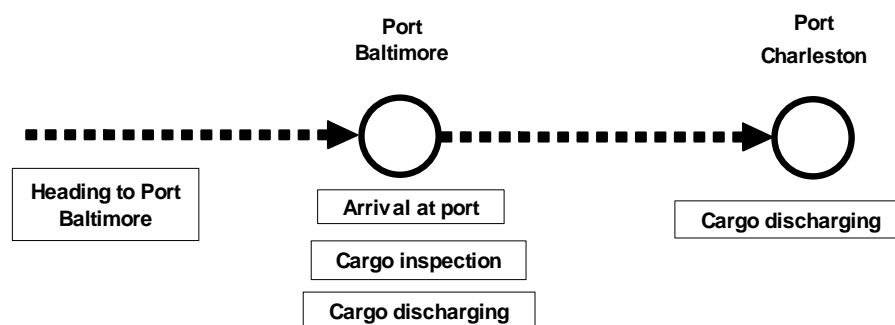 Port
Baltimore
Port
Charleston
Heading to Port
Baltimore
Arrival at port
Cargo inspection
Cargo discharging
Cargo discharging